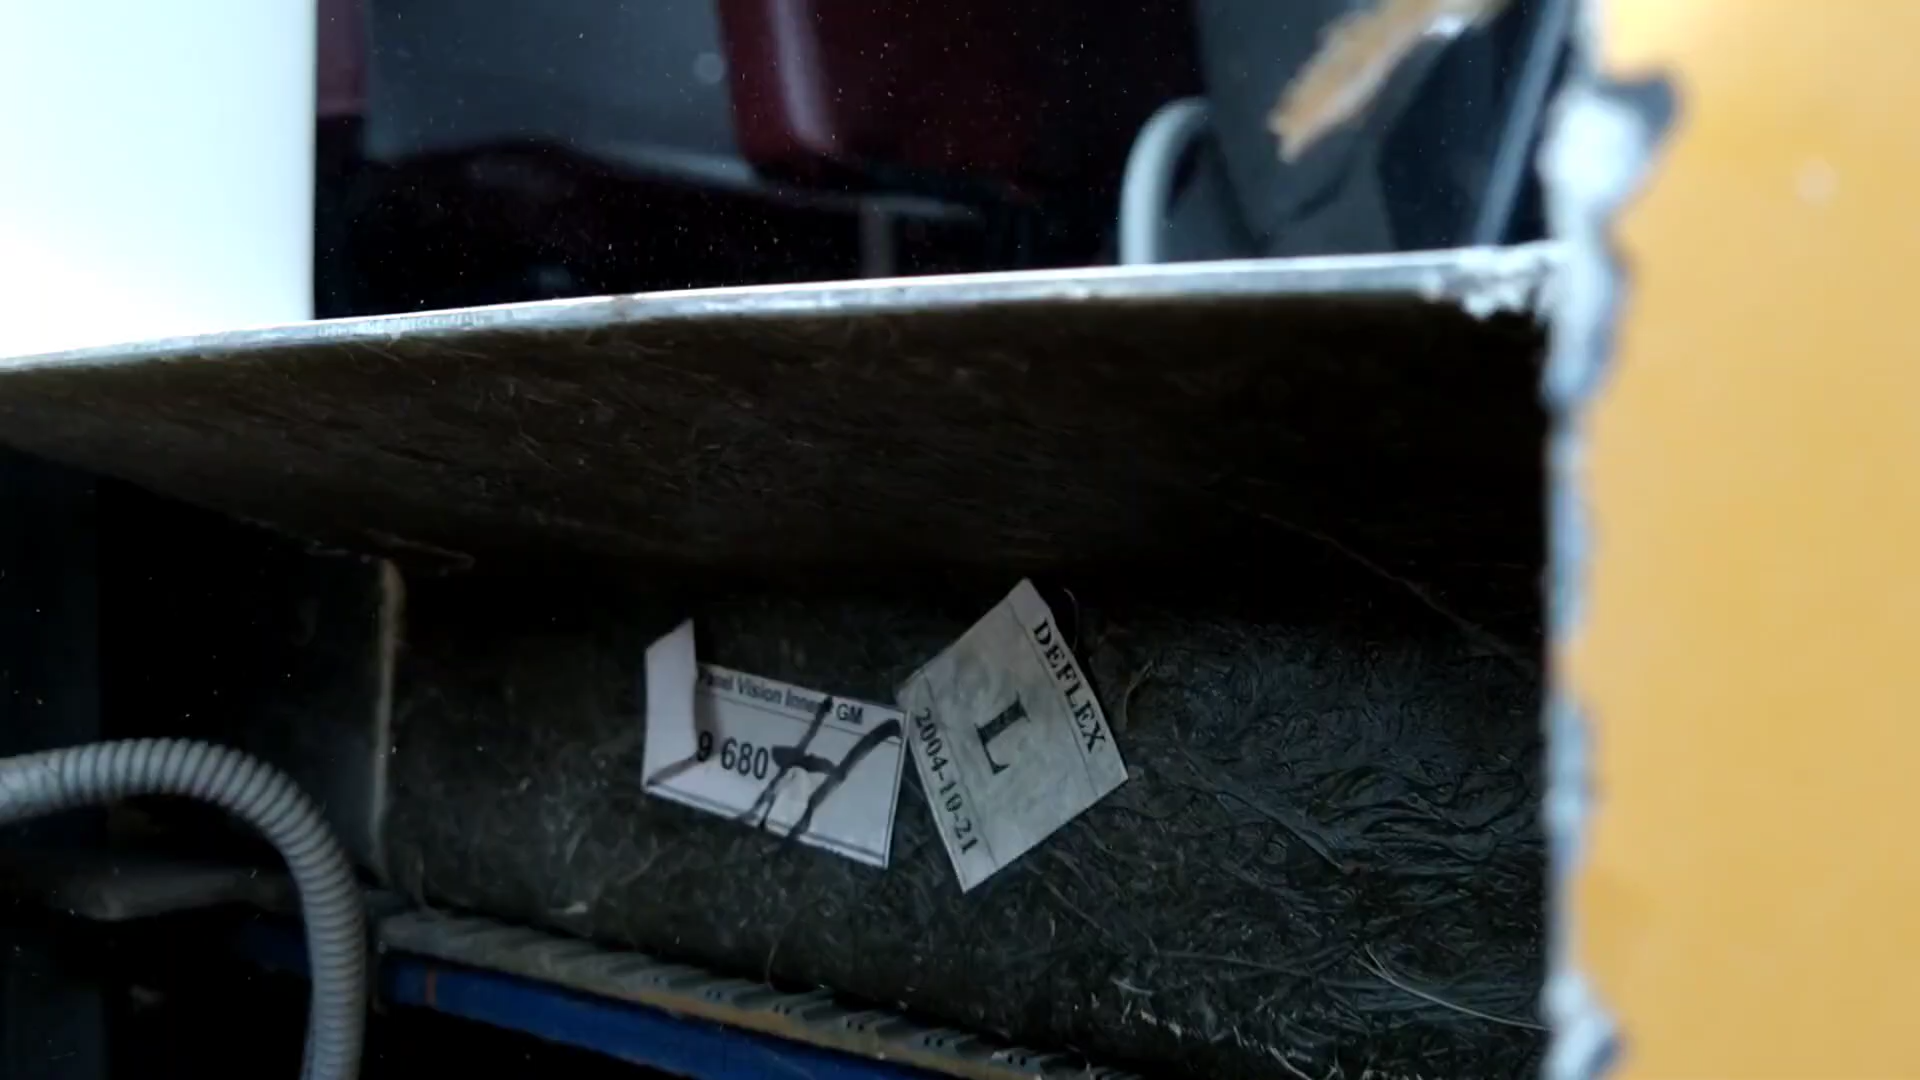 Panel Vision Inner GM
9 680
DEFLEX
L
2004-10-21